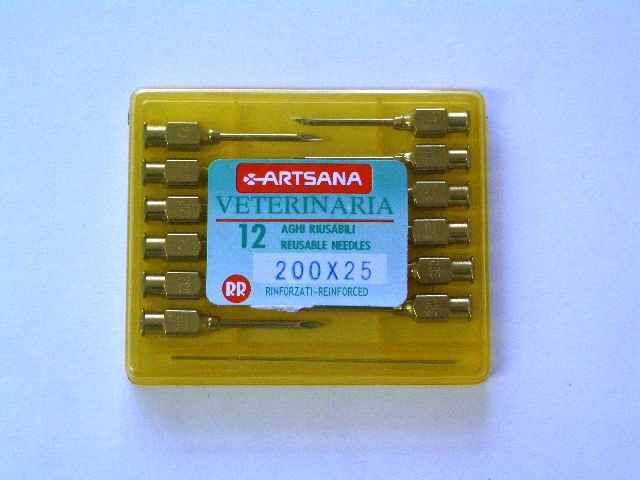 ARTSANA
VETERINARIA
12 AGHI RIUSABILI
REUSABLE NEEDLES
200X25
RR RINFORZATI-REINFORCED